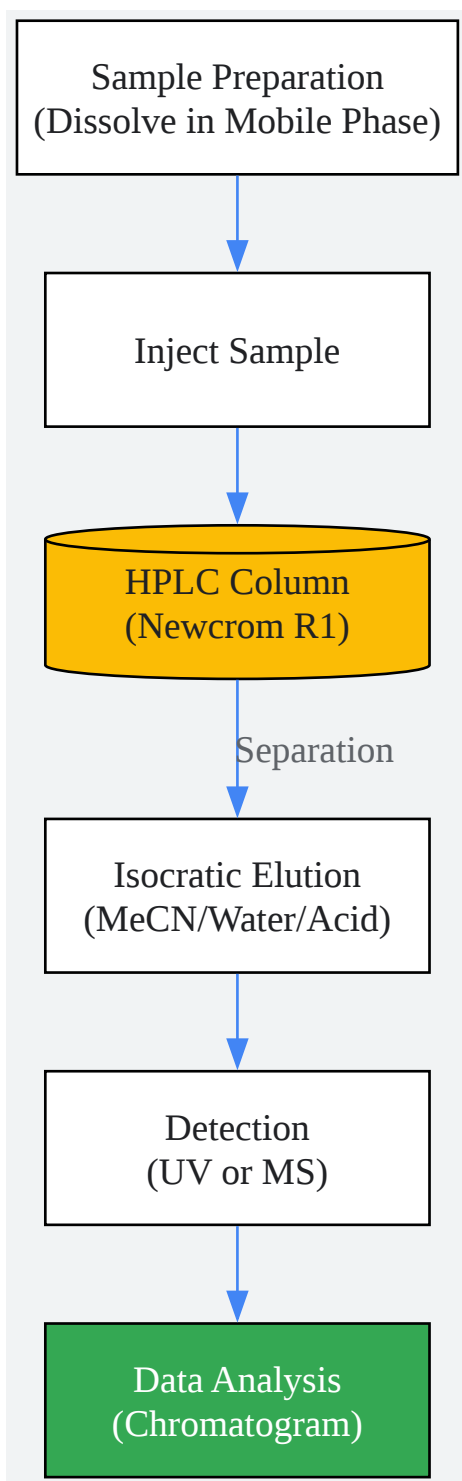 Sample Preparation
(Dissolve in Mobile Phase)
Inject Sample
HPLC Column
(Newcrom R1)
Separation
Isocratic Elution
(MeCN/Water/Acid)
Detection
(UV or MS)
Data Analysis
(Chromatogram)